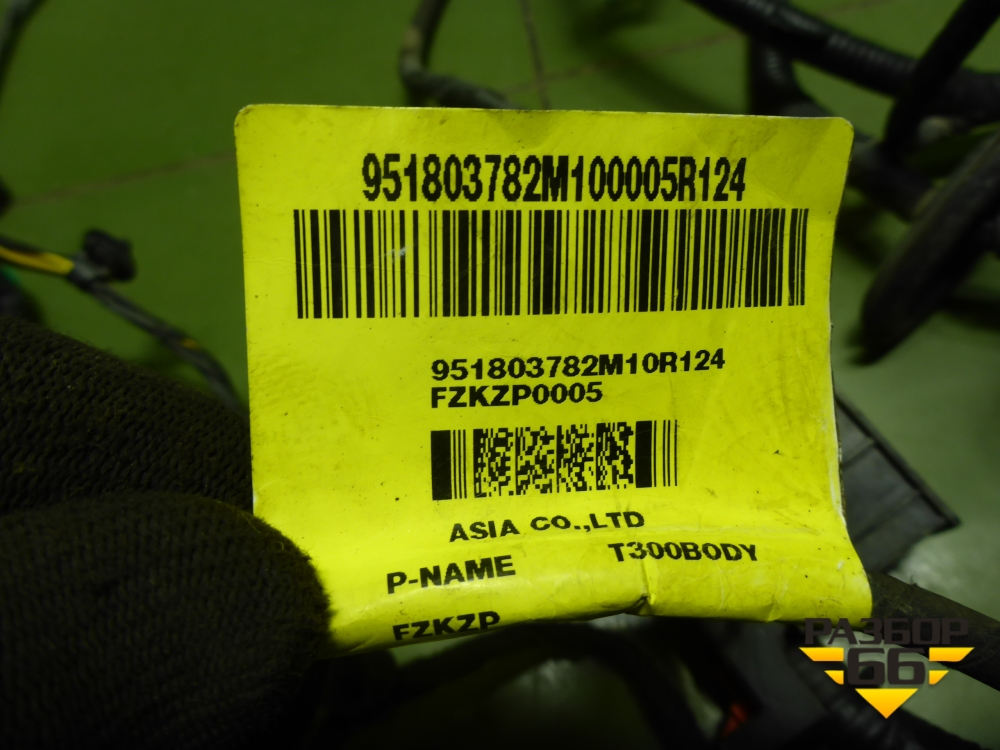 951803782M100005R124
951803782M10R124
FZKZP0005
ASIA CO.,LTD
P-NAME T300BODY
FZKZP
РАЗБОР
66